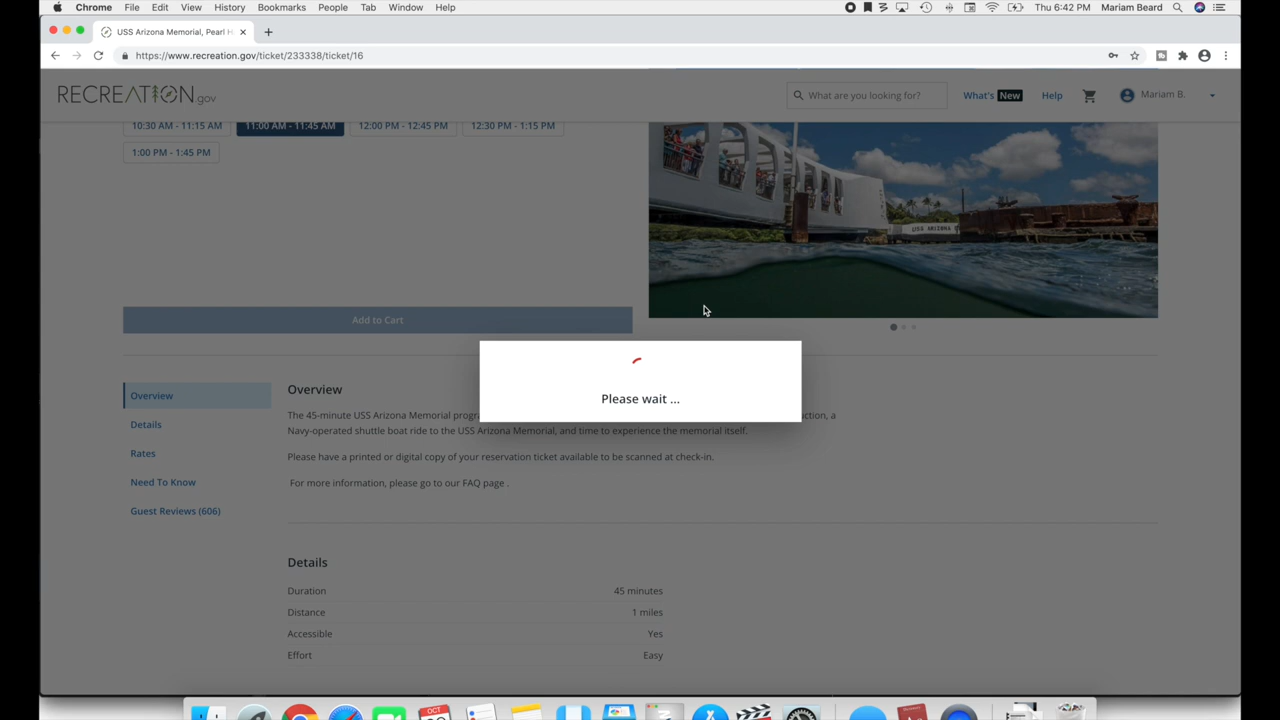 Chrome File Edit View History Bookmarks People Tab Window Help Thu 6:42 PM Mariam Beard
USS Arizona Memorial, Pearl H
https://www.recreation.gov/ticket/233338/ticket/16
RECREATION.gov What are you looking for? What's New Help Mariam B.
10:30 AM - 11:15 AM 11:00 AM - 11:45 AM 12:00 PM - 12:45 PM 12:30 PM - 1:15 PM
1:00 PM - 1:45 PM
USS ARIZONA
Add to Cart
Please wait ...
Overview
Details
Rates
Need To Know
Guest Reviews (606)
Overview
The 45-minute USS Arizona Memorial progr ction, a
Navy-operated shuttle boat ride to the USS Arizona Memorial, and time to experience the memorial itself.
Please have a printed or digital copy of your reservation ticket available to be scanned at check-in.
For more information, please go to our FAQ page .
Details
Duration 45 minutes
Distance 1 miles
Accessible Yes
Effort Easy
OCT